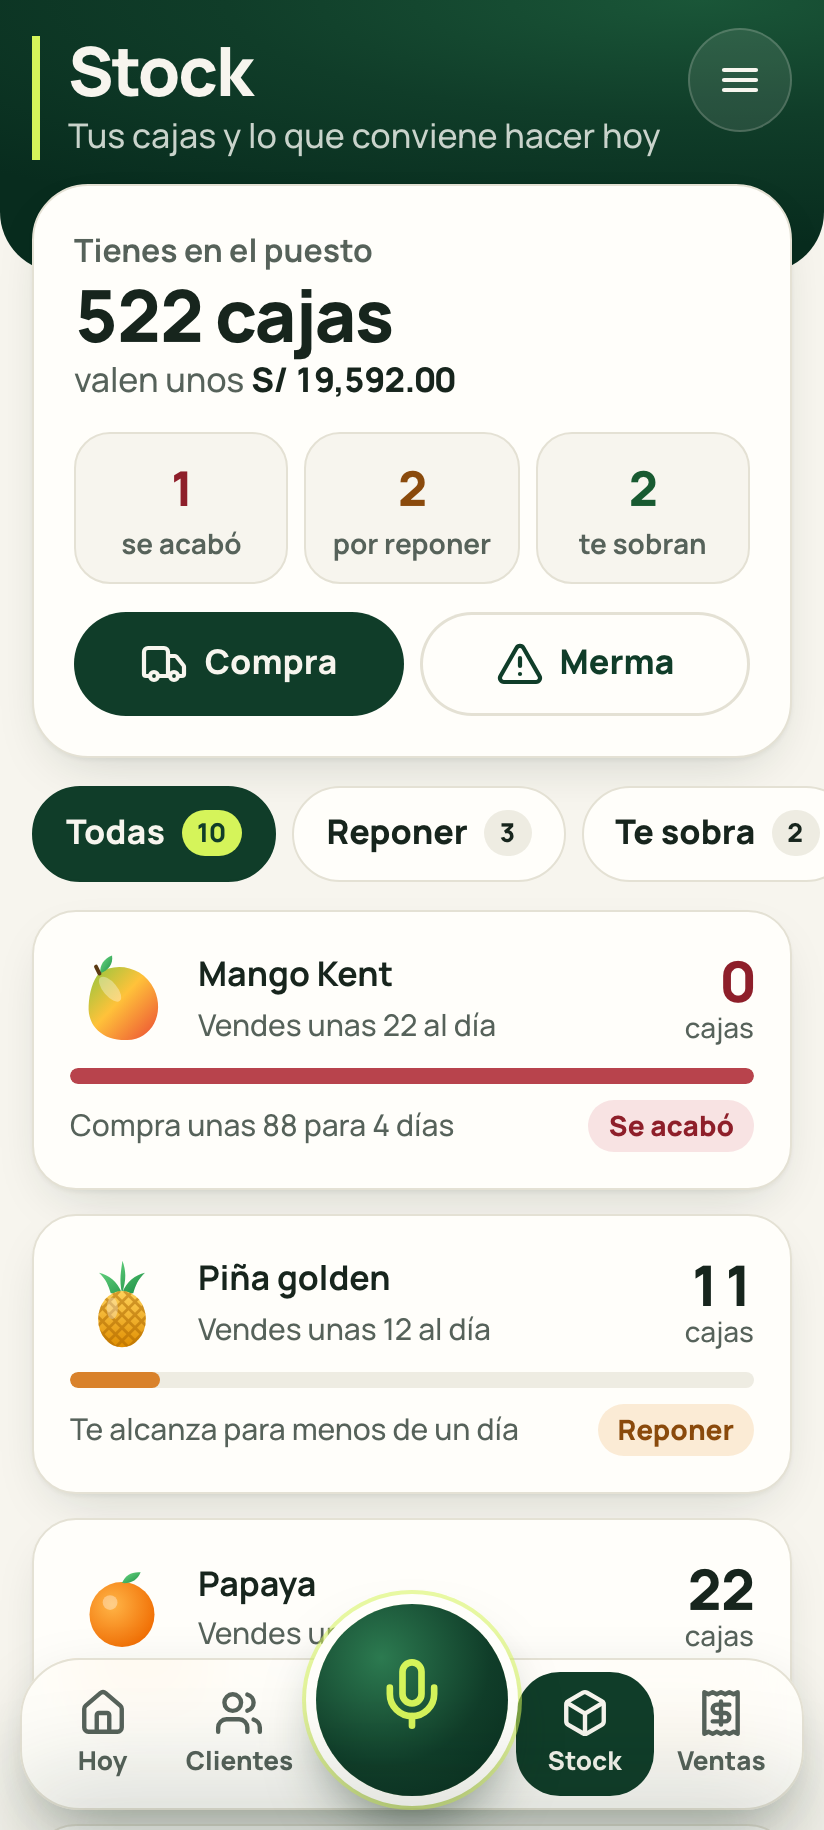 Stock
Tus cajas y lo que conviene hacer hoy
Tienes en el puesto
522 cajas
valen unos S/ 19,592.00
1
se acabó
2
por reponer
2
te sobran
Compra
Merma
Todas 10
Reponer 3
Te sobra 2
Mango Kent
0
Vendes unas 22 al día
cajas
Compra unas 88 para 4 días
Se acabó
Piña golden
11
Vendes unas 12 al día
cajas
Te alcanza para menos de un día
Reponer
Papaya
22
Vendes
cajas
Hoy
Clientes
Stock
Ventas